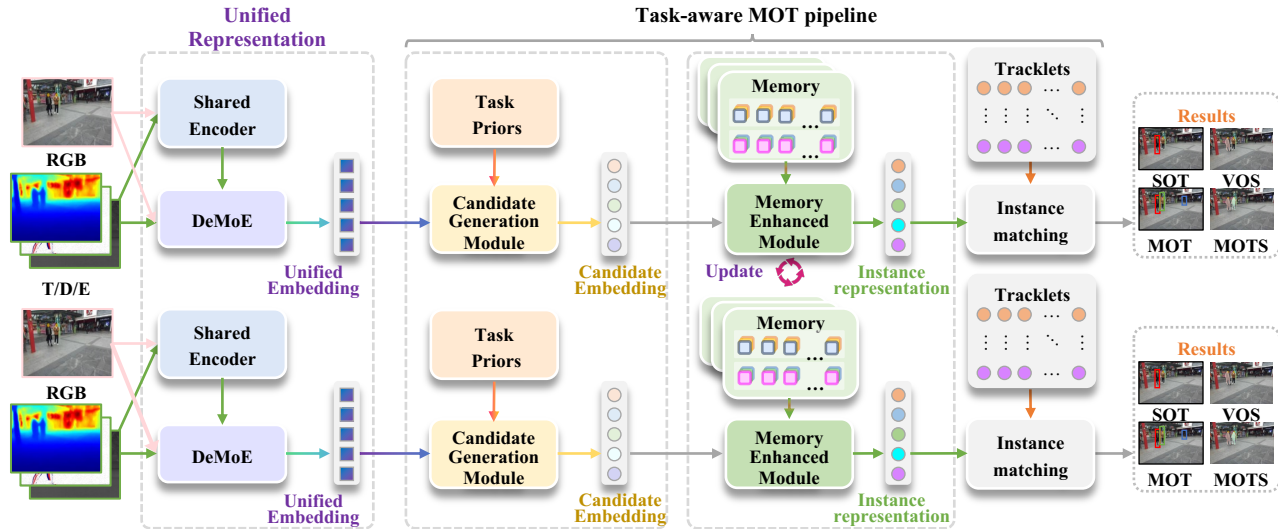 Unified
Representation
Task-aware MOT pipeline
RGB
T/D/E
Shared
Encoder
DeMoE
Unified
Embedding
Task
Priors
Candidate
Generation
Module
Candidate
Embedding
Memory
...
Memory
Enhanced
Module
Update
Instance
representation
Tracklets
Instance
matching
Results
SOT VOS
MOT MOTS
RGB
Shared
Encoder
DeMoE
Unified
Embedding
Task
Priors
Candidate
Generation
Module
Candidate
Embedding
Memory
...
Memory
Enhanced
Module
Instance
representation
Tracklets
Instance
matching
Results
SOT VOS
MOT MOTS